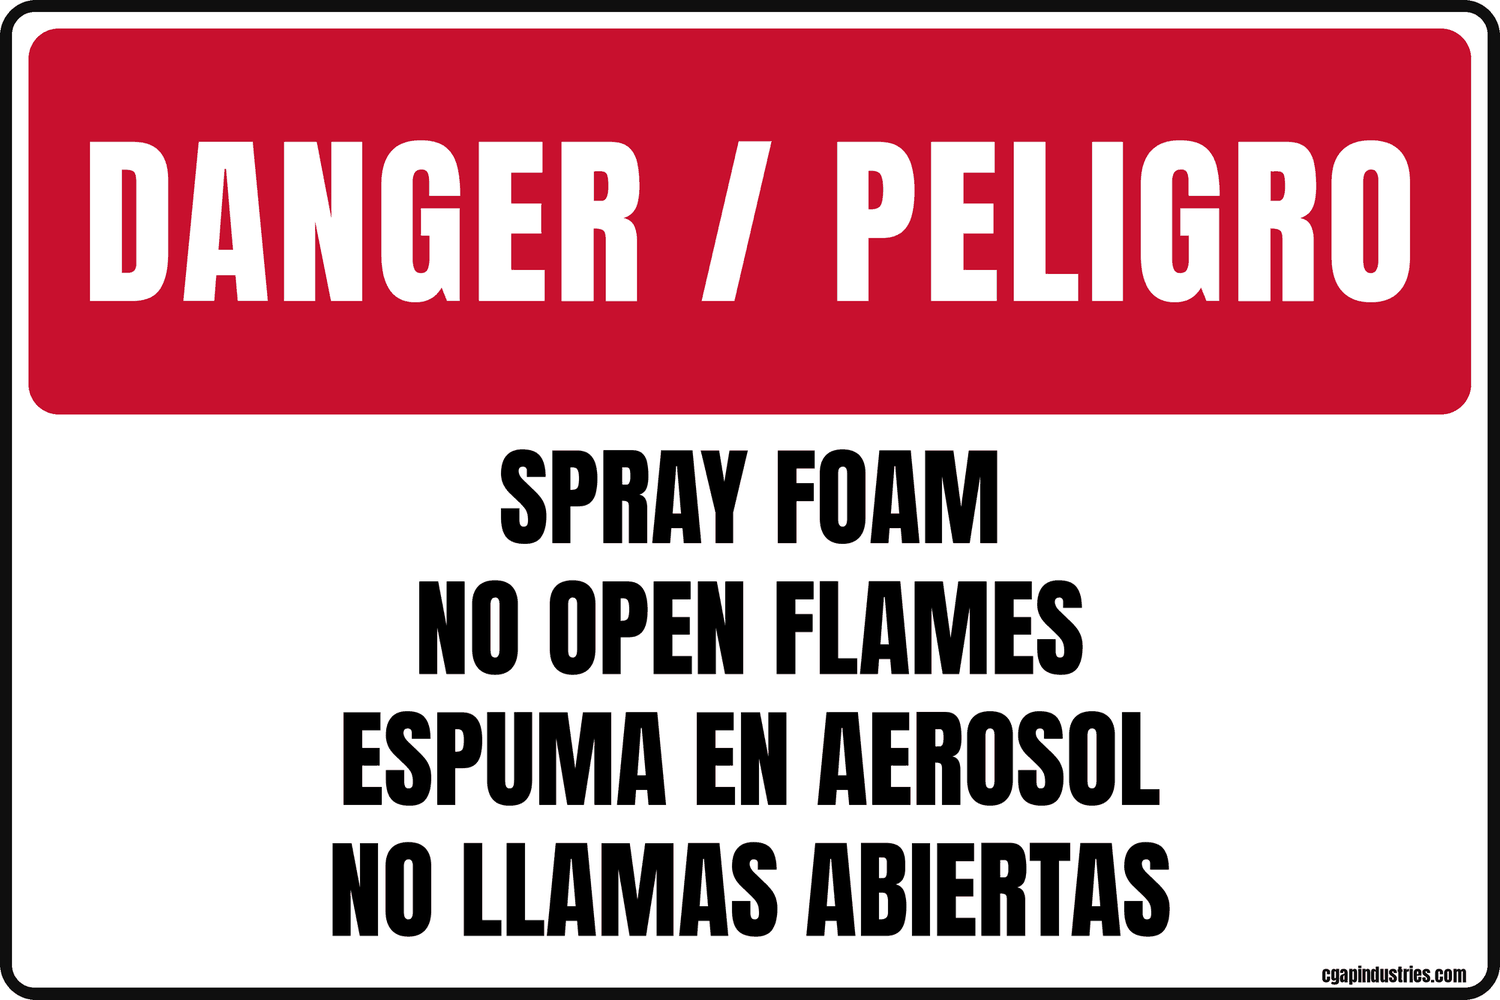 DANGER / PELIGRO
SPRAY FOAM
NO OPEN FLAMES
ESPUMA EN AEROSOL
NO LLAMAS ABIERTAS
cgapindustries.com